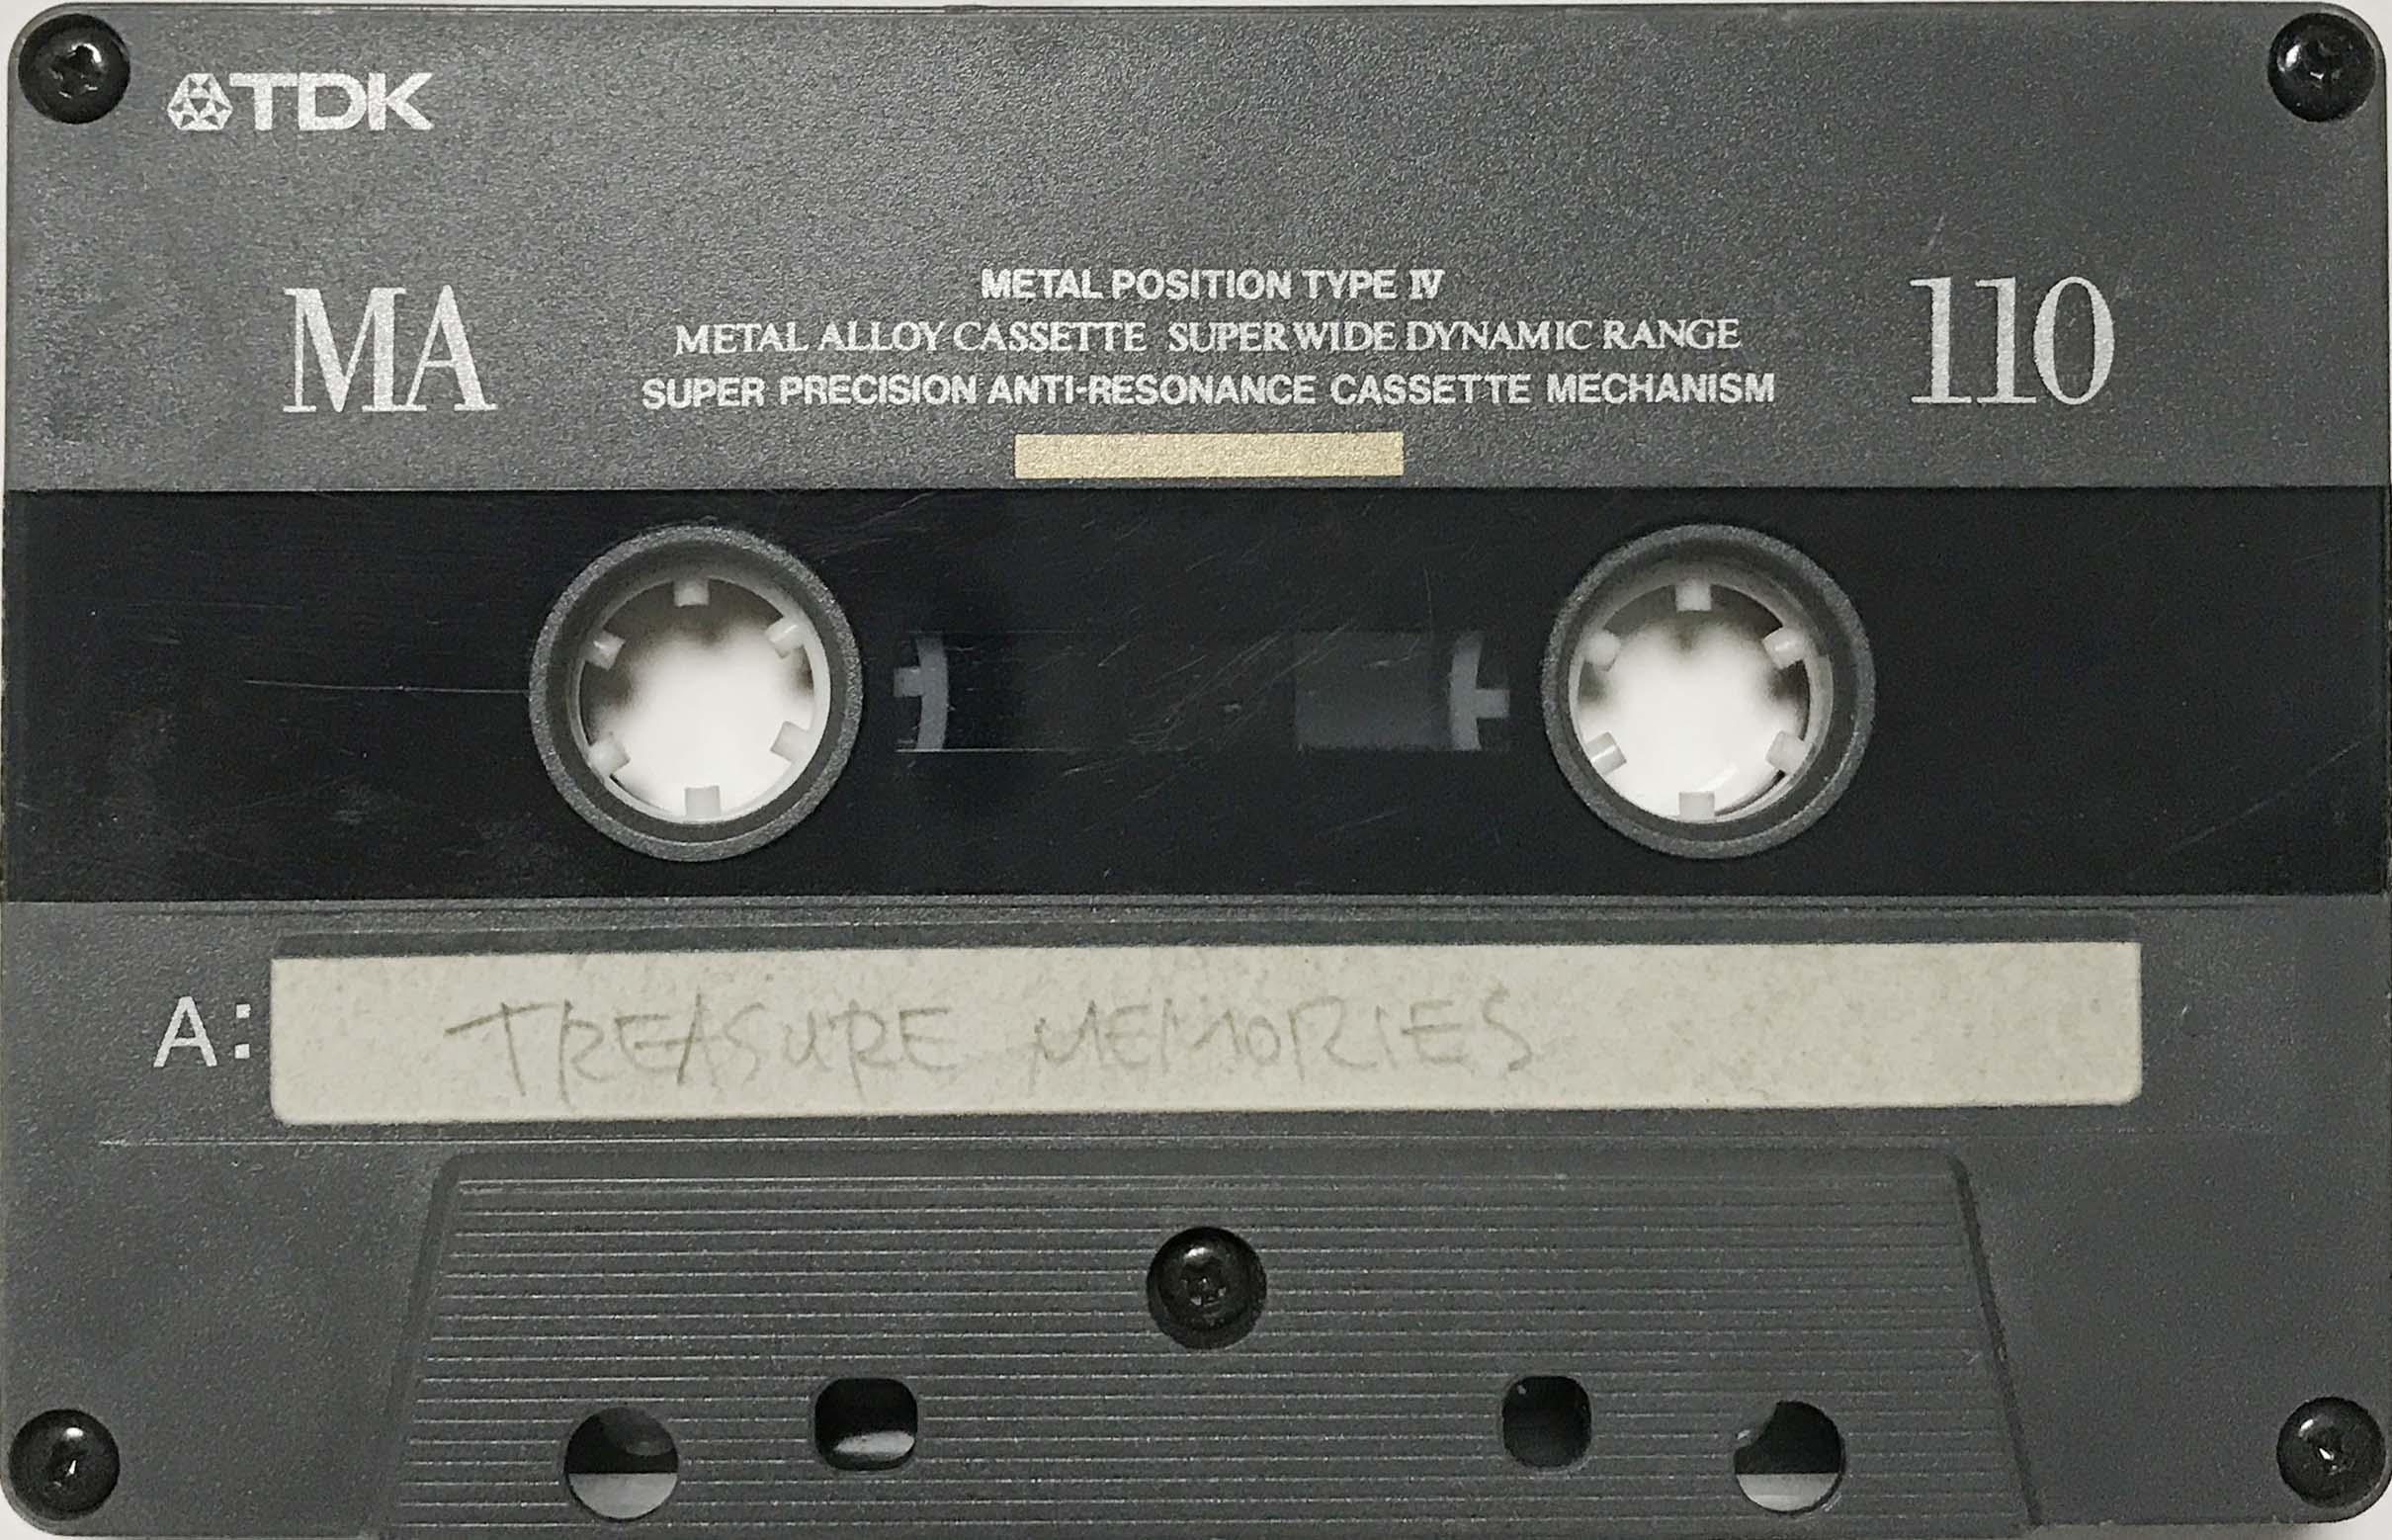 TDK
METAL POSITION TYPE IV
MA METAL ALLOY CASSETTE SUPER WIDE DYNAMIC RANGE 110
SUPER PRECISION ANTI-RESONANCE CASSETTE MECHANISM
A: TREASURE MEMORIES